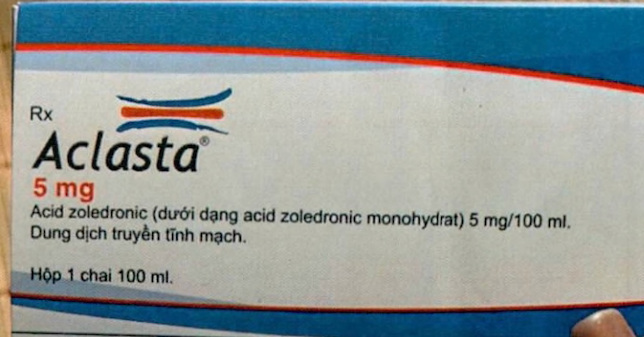 Rx
Aclasta®
5 mg
Acid zoledronic (dưới dạng acid zoledronic monohydrat) 5 mg/100 ml.
Dung dịch truyền tĩnh mạch.
Hộp 1 chai 100 ml.